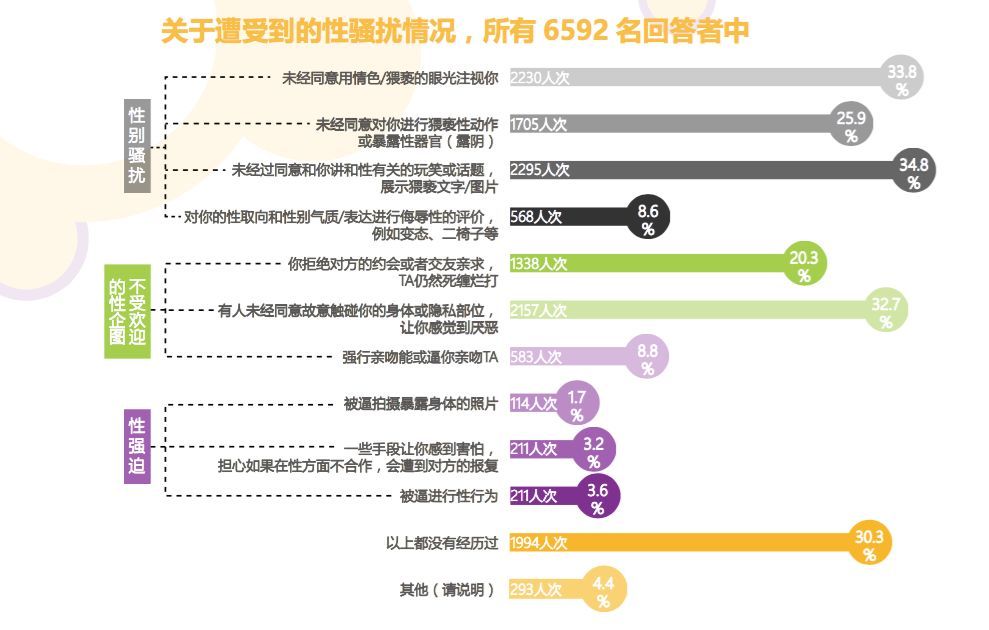 关于遭受到的性骚扰情况，所有 6592 名回答者中
性别骚扰
未经同意用情色/猥亵的眼光注视你
2230人次
33.8
%
未经同意对你进行猥亵性动作
或暴露性器官（露阴）
1705人次
25.9
%
未经过同意和你讲和性有关的玩笑或话题，
展示猥亵文字/图片
2295人次
34.8
%
对你的性取向和性别气质/表达进行侮辱性的评价，
例如变态、二椅子等
568人次
8.6
%
不受欢迎
的性企图
你拒绝对方的约会或者交友亲求，
TA仍然死缠烂打
1338人次
20.3
%
有人未经同意故意触碰你的身体或隐私部位，
让你感觉到厌恶
2157人次
32.7
%
强行亲吻能或逼你亲吻TA
583人次
8.8
%
性强迫
被逼拍摄暴露身体的照片
114人次
1.7
%
一些手段让你感到害怕，
担心如果在性方面不合作，会遭到对方的报复
211人次
3.2
%
被逼进行性行为
211人次
3.6
%
以上都没有经历过
1994人次
30.3
%
其他（请说明）
293人次
4.4
%